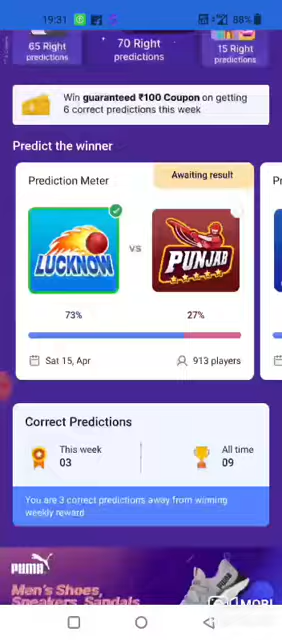 19:31
88%
65 Right
predictions
70 Right
predictions
15 Right
predictions
Win guaranteed ₹100 Coupon on getting
6 correct predictions this week
Predict the winner
Prediction Meter
Awaiting result
Pr
LUCKNOW
VS
PUNJAB
73%
27%
Sat 15, Apr
913 players
Correct Predictions
This week
03
All time
09
You are 3 correct predictions away from winning
weekly reward
PUMA
Men's Shoes,
Sneakers, Sandals
MOBI